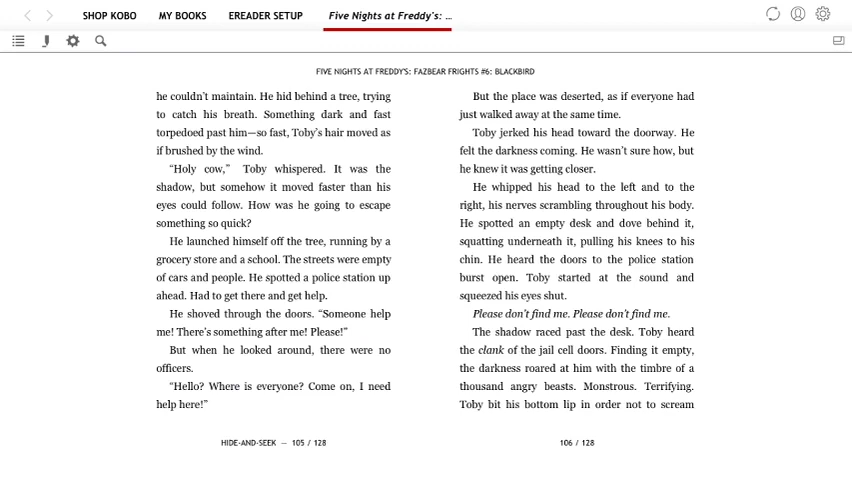 SHOP KOBO
MY BOOKS
EREADER SETUP
Five Nights at Freddy's: ...
FIVE NIGHTS AT FREDDY'S: FAZBEAR FRIGHTS #6: BLACKBIRD
he couldn't maintain. He hid behind a tree, trying
to catch his breath. Something dark and fast
torpedoed past him—so fast, Toby's hair moved as
if brushed by the wind.
"Holy cow," Toby whispered. It was the
shadow, but somehow it moved faster than his
eyes could follow. How was he going to escape
something so quick?
He launched himself off the tree, running by a
grocery store and a school. The streets were empty
of cars and people. He spotted a police station up
ahead. Had to get there and get help.
He shoved through the doors. "Someone help
me! There's something after me! Please!"
But when he looked around, there were no
officers.
"Hello? Where is everyone? Come on, I need
help here!"
HIDE-AND-SEEK — 105 / 128
But the place was deserted, as if everyone had
just walked away at the same time.
Toby jerked his head toward the doorway. He
felt the darkness coming. He wasn't sure how, but
he knew it was getting closer.
He whipped his head to the left and to the
right, his nerves scrambling throughout his body.
He spotted an empty desk and dove behind it,
squatting underneath it, pulling his knees to his
chin. He heard the doors to the police station
burst open. Toby started at the sound and
squeezed his eyes shut.
Please don't find me. Please don't find me.
The shadow raced past the desk. Toby heard
the clank of the jail cell doors. Finding it empty,
the darkness roared at him with the timbre of a
thousand angry beasts. Monstrous. Terrifying.
Toby bit his bottom lip in order not to scream
106 / 128